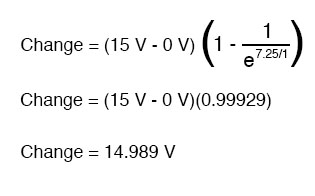 Change = (15 V - 0 V) (1 - 1/e^7.25/1)
Change = (15 V - 0 V)(0.99929)
Change = 14.989 V